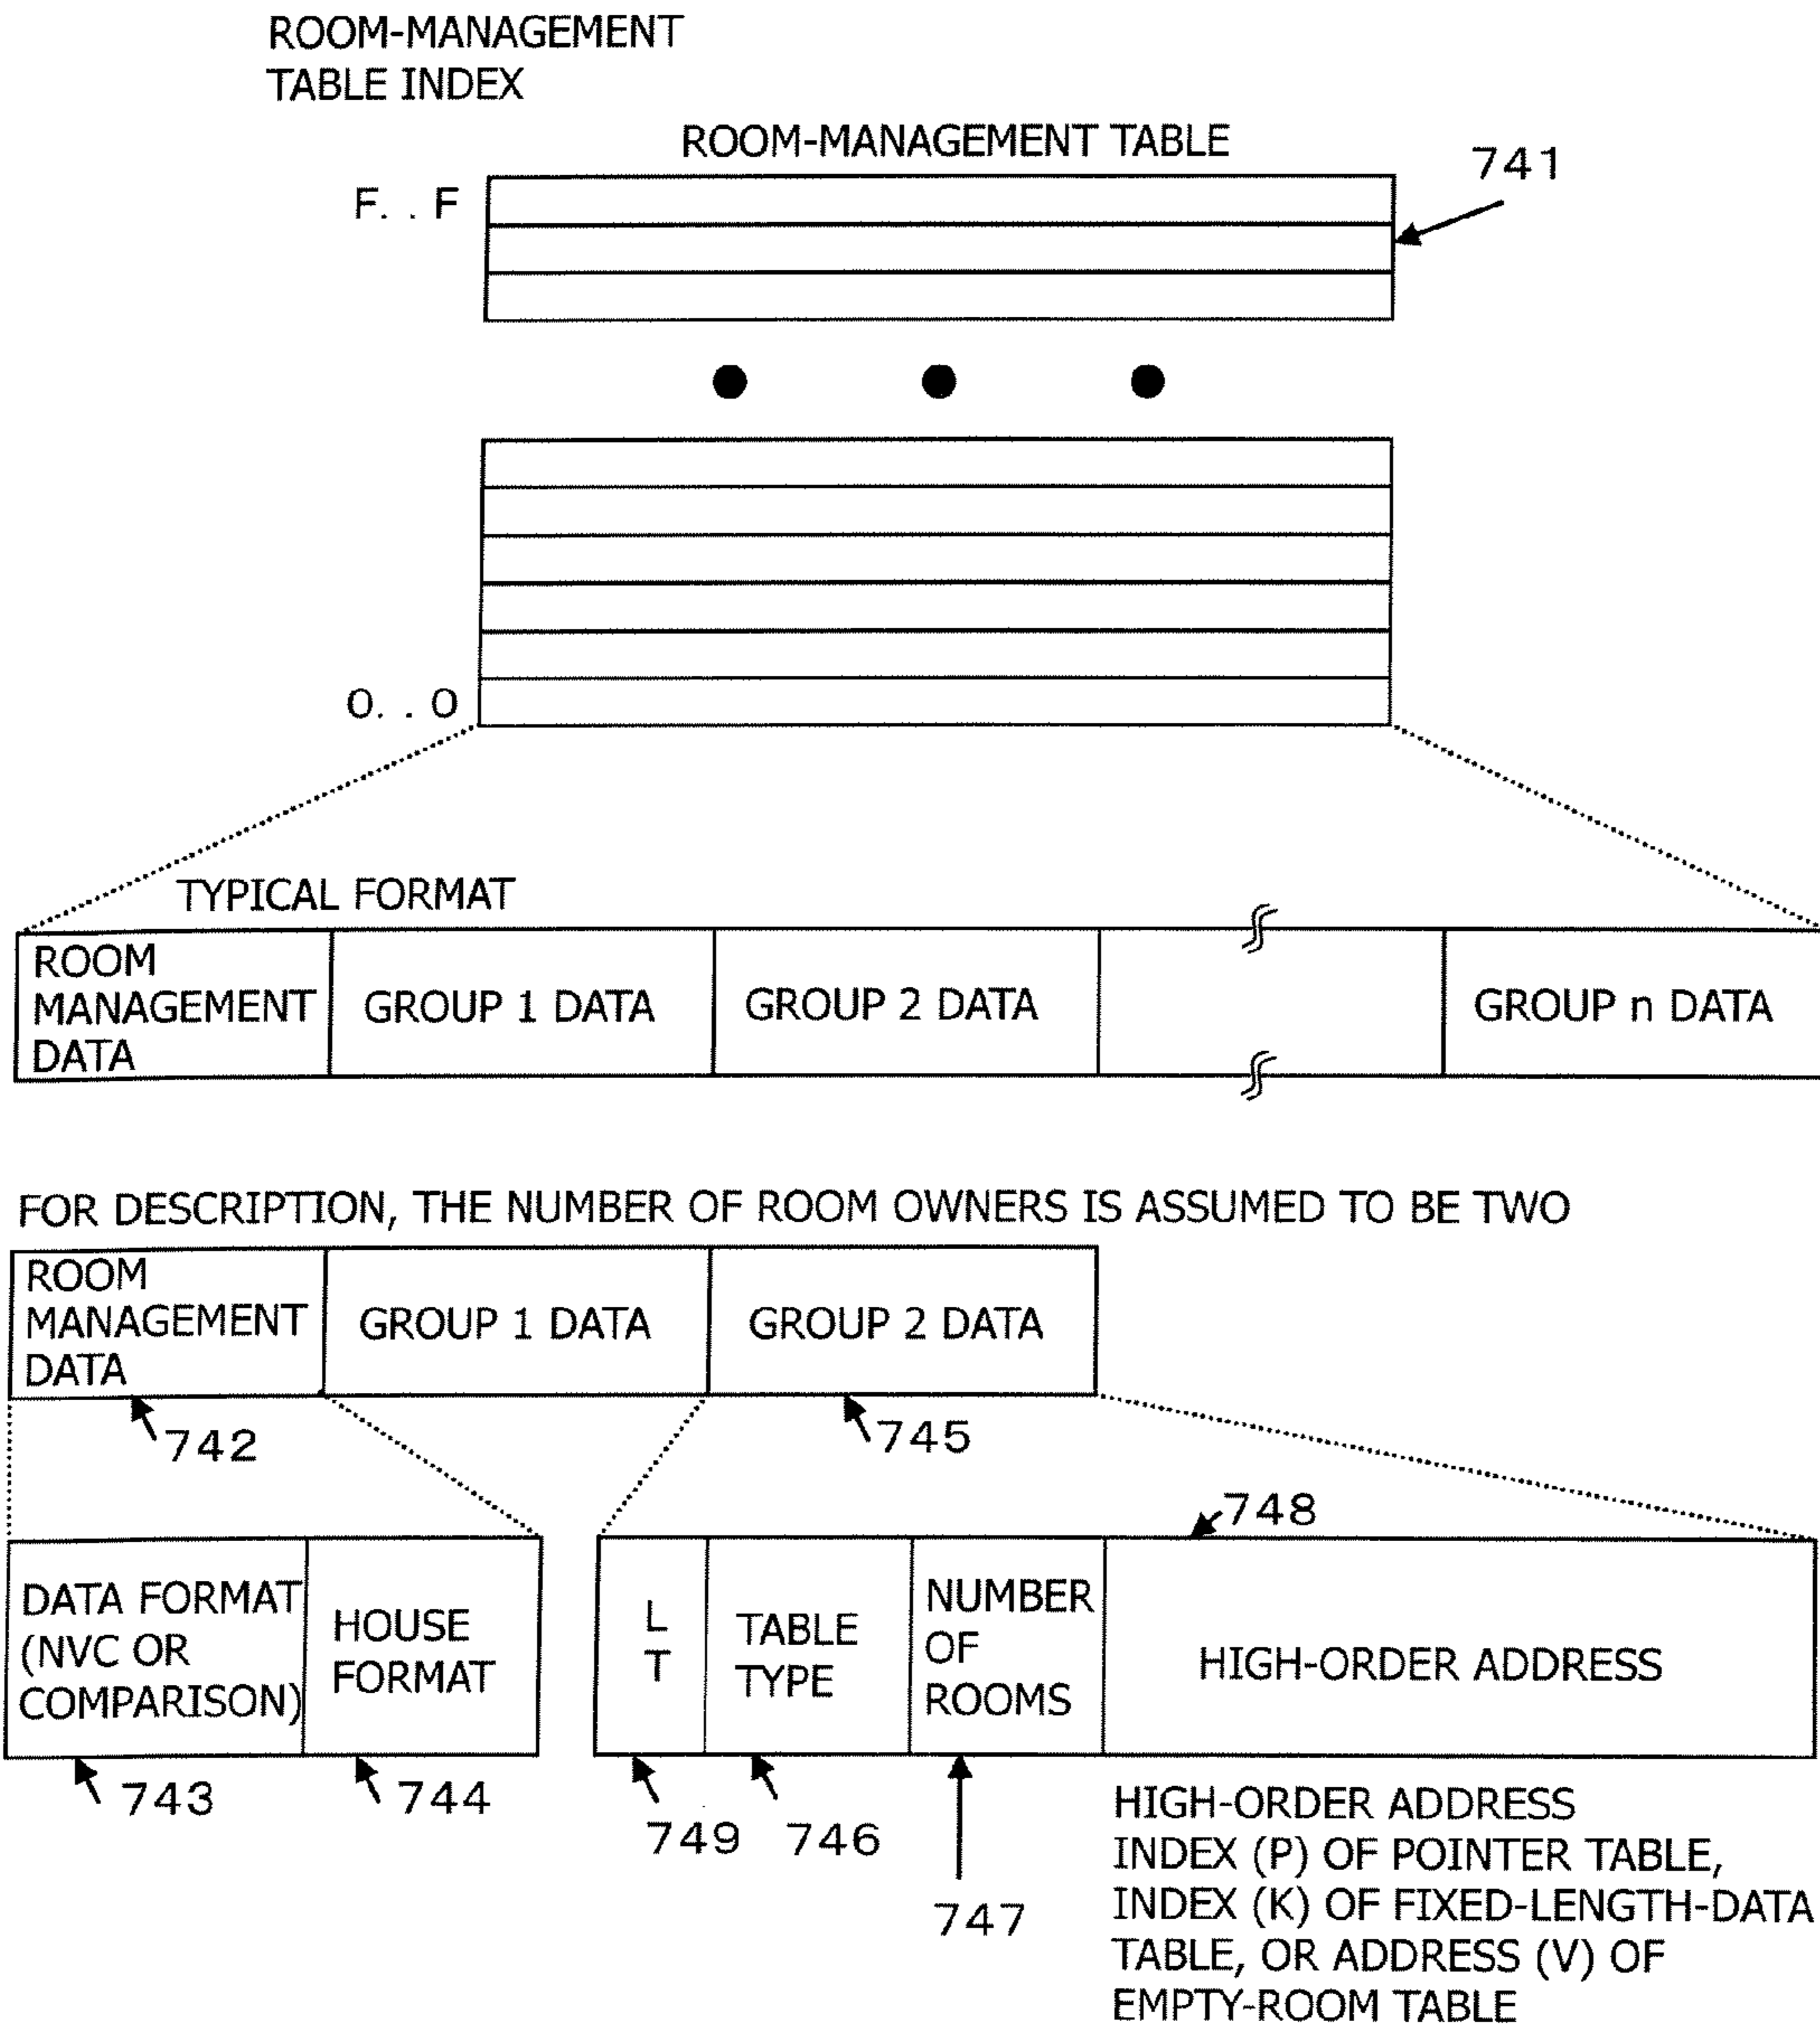 ROOM-MANAGEMENT
TABLE INDEX
ROOM-MANAGEMENT TABLE
741
F. . F
0. . 0
TYPICAL FORMAT
ROOM
MANAGEMENT
DATA
GROUP 1 DATA
GROUP 2 DATA
GROUP n DATA
FOR DESCRIPTION, THE NUMBER OF ROOM OWNERS IS ASSUMED TO BE TWO
ROOM
MANAGEMENT
DATA
GROUP 1 DATA
GROUP 2 DATA
742
745
748
DATA FORMAT
(NVC OR
COMPARISON)
HOUSE
FORMAT
L
T
TABLE
TYPE
NUMBER
OF
ROOMS
HIGH-ORDER ADDRESS
743
744
749
746
747
HIGH-ORDER ADDRESS
INDEX (P) OF POINTER TABLE,
INDEX (K) OF FIXED-LENGTH-DATA
TABLE, OR ADDRESS (V) OF
EMPTY-ROOM TABLE